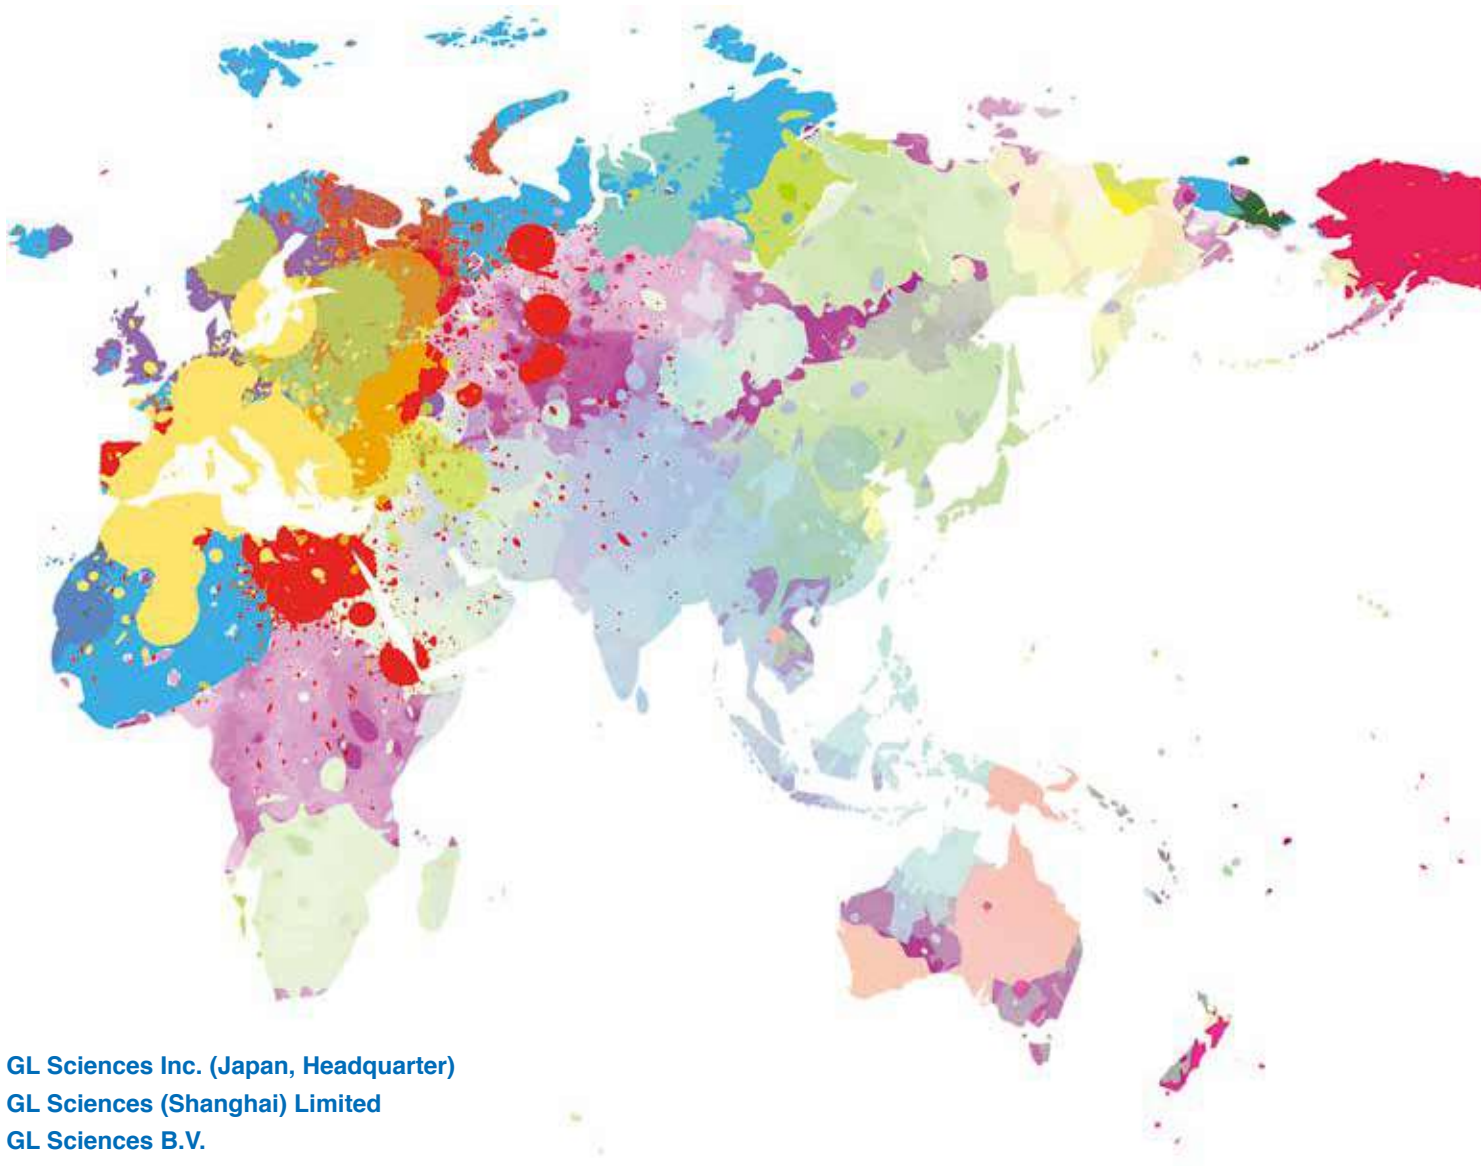 GL Sciences Inc. (Japan, Headquarter)
GL Sciences (Shanghai) Limited
GL Sciences B.V.